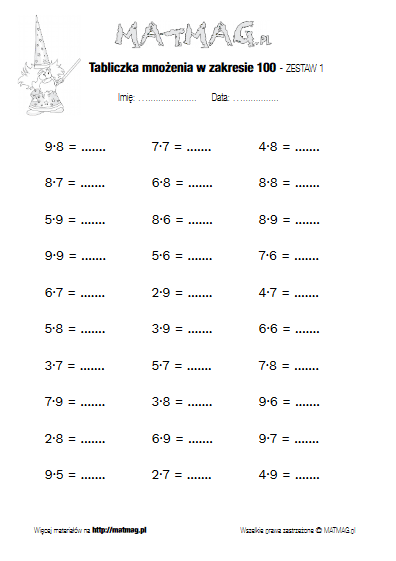 MATMAG.PL
Tabliczka mnożenia w zakresie 100 - ZESTAW 1
Imię: ...................... Data: ................
9·8 = ....... 7·7 = ....... 4·8 = .......
8·7 = ....... 6·8 = ....... 8·8 = .......
5·9 = ....... 8·6 = ....... 8·9 = .......
9·9 = ....... 5·6 = ....... 7·6 = .......
6·7 = ....... 2·9 = ....... 4·7 = .......
5·8 = ....... 3·9 = ....... 6·6 = .......
3·7 = ....... 5·7 = ....... 7·8 = .......
7·9 = ....... 3·8 = ....... 9·6 = .......
2·8 = ....... 6·9 = ....... 9·7 = .......
9·5 = ....... 2·7 = ....... 4·9 = .......
Więcej materiałów na http://matmag.pl Wszelkie prawa zastrzeżone © MATMAG.pl